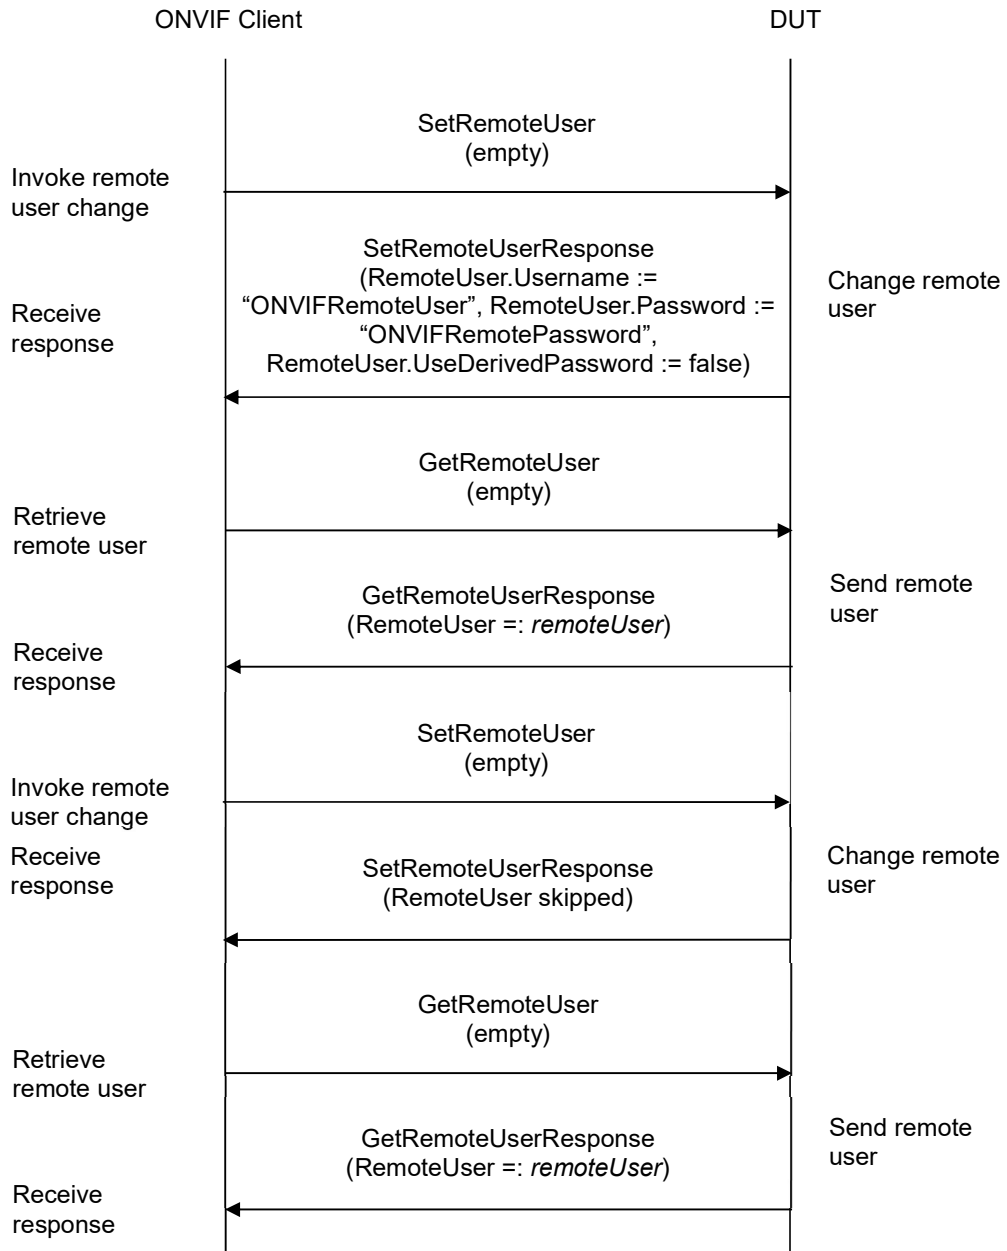 ONVIF Client
DUT
SetRemoteUser
(empty)
Invoke remote
user change
SetRemoteUserResponse
(RemoteUser.Username :=
“ONVIFRemoteUser”, RemoteUser.Password :=
“ONVIFRemotePassword”,
RemoteUser.UseDerivedPassword := false)
Change remote
user
Receive
response
GetRemoteUser
(empty)
Retrieve
remote user
GetRemoteUserResponse
(RemoteUser =: remoteUser)
Send remote
user
Receive
response
SetRemoteUser
(empty)
Invoke remote
user change
Receive
response
SetRemoteUserResponse
(RemoteUser skipped)
Change remote
user
GetRemoteUser
(empty)
Retrieve
remote user
GetRemoteUserResponse
(RemoteUser =: remoteUser)
Send remote
user
Receive
response